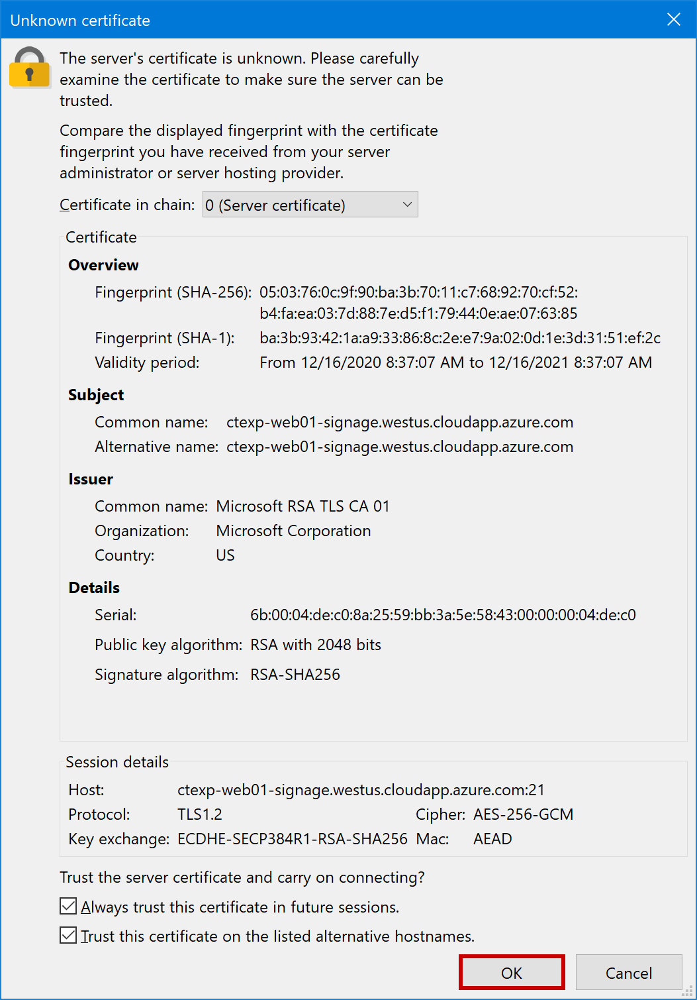 Unknown certificate
The server's certificate is unknown. Please carefully
examine the certificate to make sure the server can be
trusted.
Compare the displayed fingerprint with the certificate
fingerprint you have received from your server
administrator or server hosting provider.
Certificate in chain: 0 (Server certificate)
Certificate
Overview
Fingerprint (SHA-256): 05:03:76:0c:9f:90:ba:3b:70:11:c7:68:92:70:cf:52:
b4:fa:ea:03:7d:88:7e:d5:f1:79:44:0e:ae:07:63:85
Fingerprint (SHA-1): ba:3b:93:42:1a:a9:33:86:8c:2e:e7:9a:02:0d:1e:3d:31:51:ef:2c
Validity period: From 12/16/2020 8:37:07 AM to 12/16/2021 8:37:07 AM
Subject
Common name: ctexp-web01-signage.westus.cloudapp.azure.com
Alternative name: ctexp-web01-signage.westus.cloudapp.azure.com
Issuer
Common name: Microsoft RSA TLS CA 01
Organization: Microsoft Corporation
Country: US
Details
Serial: 6b:00:04:de:c0:8a:25:59:bb:3a:5e:58:43:00:00:00:04:de:c0
Public key algorithm: RSA with 2048 bits
Signature algorithm: RSA-SHA256
Session details
Host: ctexp-web01-signage.westus.cloudapp.azure.com:21
Protocol: TLS1.2 Cipher: AES-256-GCM
Key exchange: ECDHE-SECP384R1-RSA-SHA256 Mac: AEAD
Trust the server certificate and carry on connecting?
Always trust this certificate in future sessions.
Trust this certificate on the listed alternative hostnames.
OK Cancel